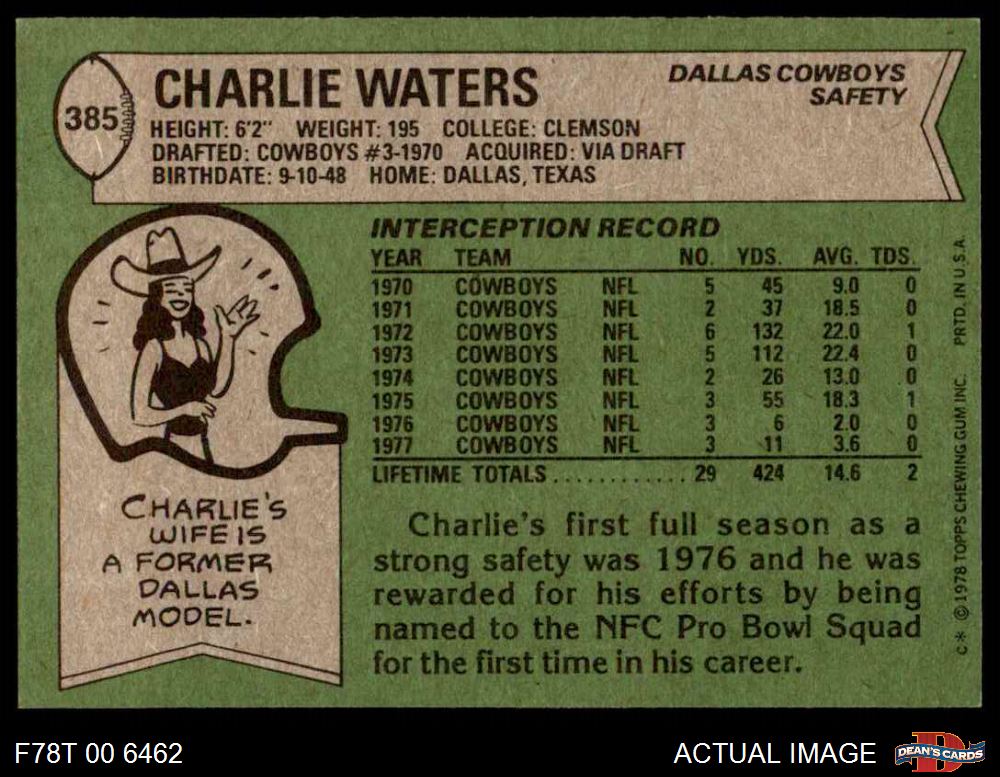 385
CHARLIE WATERS
DALLAS COWBOYS
SAFETY
HEIGHT: 6'2" WEIGHT: 195 COLLEGE: CLEMSON
DRAFTED: COWBOYS #3-1970 ACQUIRED: VIA DRAFT
BIRTHDATE: 9-10-48 HOME: DALLAS, TEXAS
INTERCEPTION RECORD
YEAR TEAM NO. YDS. AVG. TDS.
1970 COWBOYS NFL 5 45 9.0 0
1971 COWBOYS NFL 2 37 18.5 0
1972 COWBOYS NFL 6 132 22.0 1
1973 COWBOYS NFL 5 112 22.4 0
1974 COWBOYS NFL 2 26 13.0 0
1975 COWBOYS NFL 3 55 18.3 1
1976 COWBOYS NFL 3 6 2.0 0
1977 COWBOYS NFL 3 11 3.6 0
LIFETIME TOTALS............ 29 424 14.6 2
CHARLIE'S
WIFE IS
A FORMER
DALLAS
MODEL.
Charlie's first full season as a
strong safety was 1976 and he was
rewarded for his efforts by being
named to the NFC Pro Bowl Squad
for the first time in his career.
C* © 1978 TOPPS CHEWING GUM INC. PRTD. IN U.S.A.
F78T 00 6462
ACTUAL IMAGE
DEAN'S CARDS